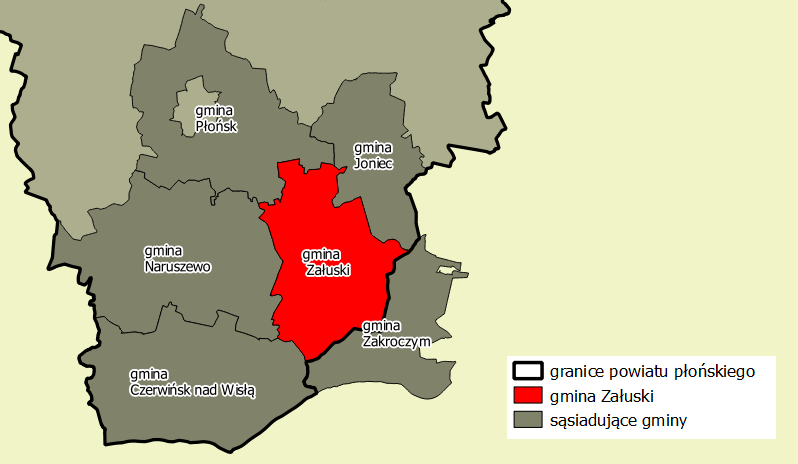 gmina
Płońsk
gmina
Joniec
gmina
Naruszewo
gmina
Załuski
gmina
Zakroczym
gmina
Czerwińsk nad Wisłą
granice powiatu płońskiego
gmina Załuski
sąsiadujące gminy